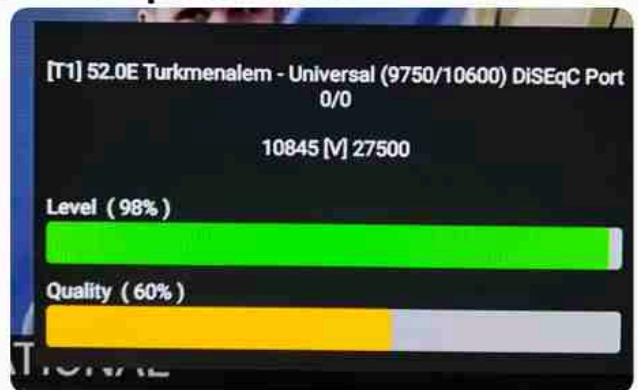 [T1] 52.0E Turkmenalem - Universal (9750/10600) DiSEqC Port
0/0
10845 [V] 27500
Level ( 98% )
Quality ( 60% )